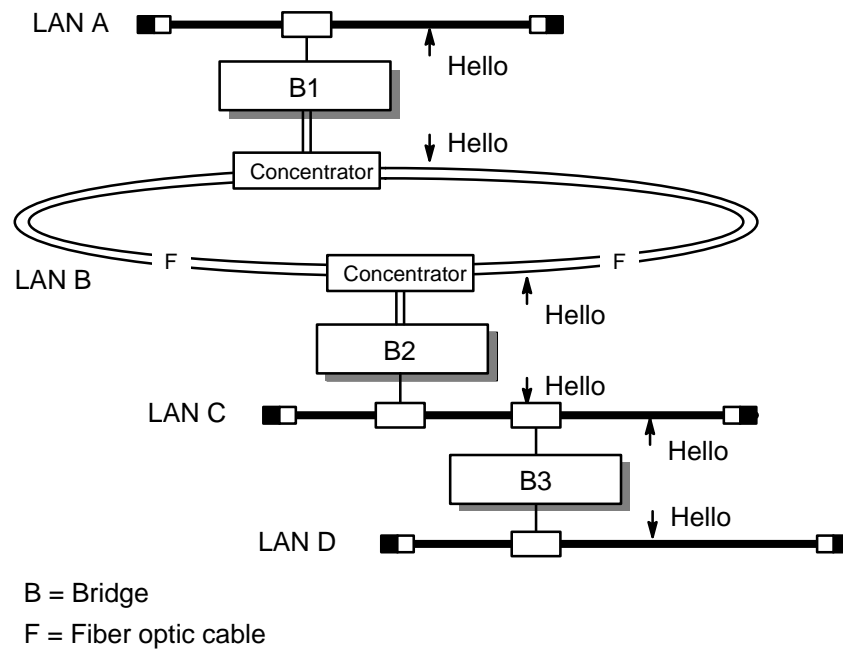 LAN A
Hello
B1
Hello
Concentrator
F
Concentrator
F
LAN B
Hello
B2
Hello
LAN C
Hello
B3
Hello
LAN D
B = Bridge
F = Fiber optic cable